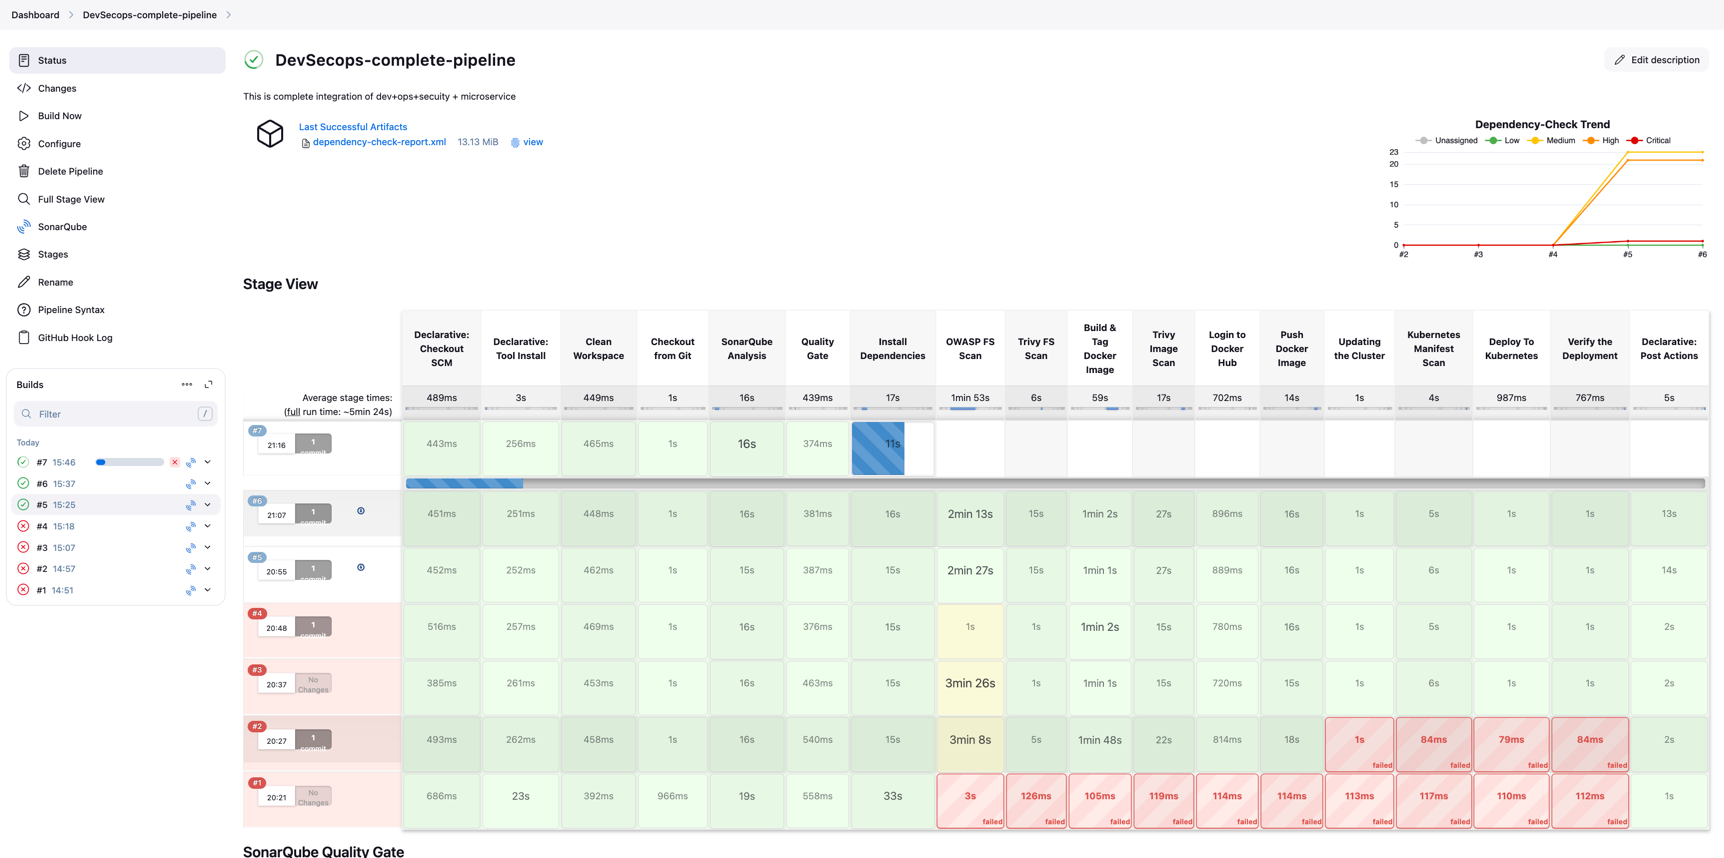 Dashboard
DevSecops-complete-pipeline
Status
Changes
Build Now
Configure
Delete Pipeline
Full Stage View
SonarQube
Stages
Rename
Pipeline Syntax
GitHub Hook Log
Builds
Filter
/
Today
#7 15:46
#6 15:37
#5 15:25
#4 15:18
#3 15:07
#2 14:57
#1 14:51
DevSecops-complete-pipeline
Edit description
This is complete integration of dev+ops+secuity + microservice
Last Successful Artifacts
dependency-check-report.xml 13.13 MiB view
Dependency-Check Trend
Unassigned Low Medium High Critical
23
20
15
10
5
0
#2 #3 #4 #5 #6
Stage View
Declarative: Checkout SCM
Declarative: Tool Install
Clean Workspace
Checkout from Git
SonarQube Analysis
Quality Gate
Install Dependencies
OWASP FS Scan
Trivy FS Scan
Build & Tag Docker Image
Trivy Image Scan
Login to Docker Hub
Push Docker Image
Updating the Cluster
Kubernetes Manifest Scan
Deploy To Kubernetes
Verify the Deployment
Declarative: Post Actions
Average stage times:
(full run time: ~5min 24s)
489ms 3s 449ms 1s 16s 439ms 17s 1min 53s 6s 59s 17s 702ms 14s 1s 4s 987ms 767ms 5s
#7
21:16 1 commit
443ms 256ms 465ms 1s 16s 374ms 11s
#6
21:07 1 commit
451ms 251ms 448ms 1s 16s 381ms 16s 2min 13s 15s 1min 2s 27s 896ms 16s 1s 5s 1s 1s 13s
#5
20:55 1 commit
452ms 252ms 462ms 1s 15s 387ms 15s 2min 27s 15s 1min 1s 27s 889ms 16s 1s 6s 1s 1s 14s
#4
20:48 1 commit
516ms 257ms 469ms 1s 16s 376ms 15s 1s 1s 1min 2s 15s 780ms 16s 1s 5s 1s 1s 2s
#3
20:37 No Changes
385ms 261ms 453ms 1s 16s 463ms 15s 3min 26s 1s 1min 1s 15s 720ms 15s 1s 6s 1s 1s 2s
#2
20:27 1 commit
493ms 262ms 458ms 1s 16s 540ms 15s 3min 8s 5s 1min 48s 22s 814ms 18s 1s 84ms 79ms 84ms 2s
failed failed failed failed
#1
20:21 No Changes
686ms 23s 392ms 966ms 19s 558ms 33s 3s 126ms 105ms 119ms 114ms 114ms 113ms 117ms 110ms 112ms 1s
failed failed failed failed failed failed failed failed failed failed
SonarQube Quality Gate